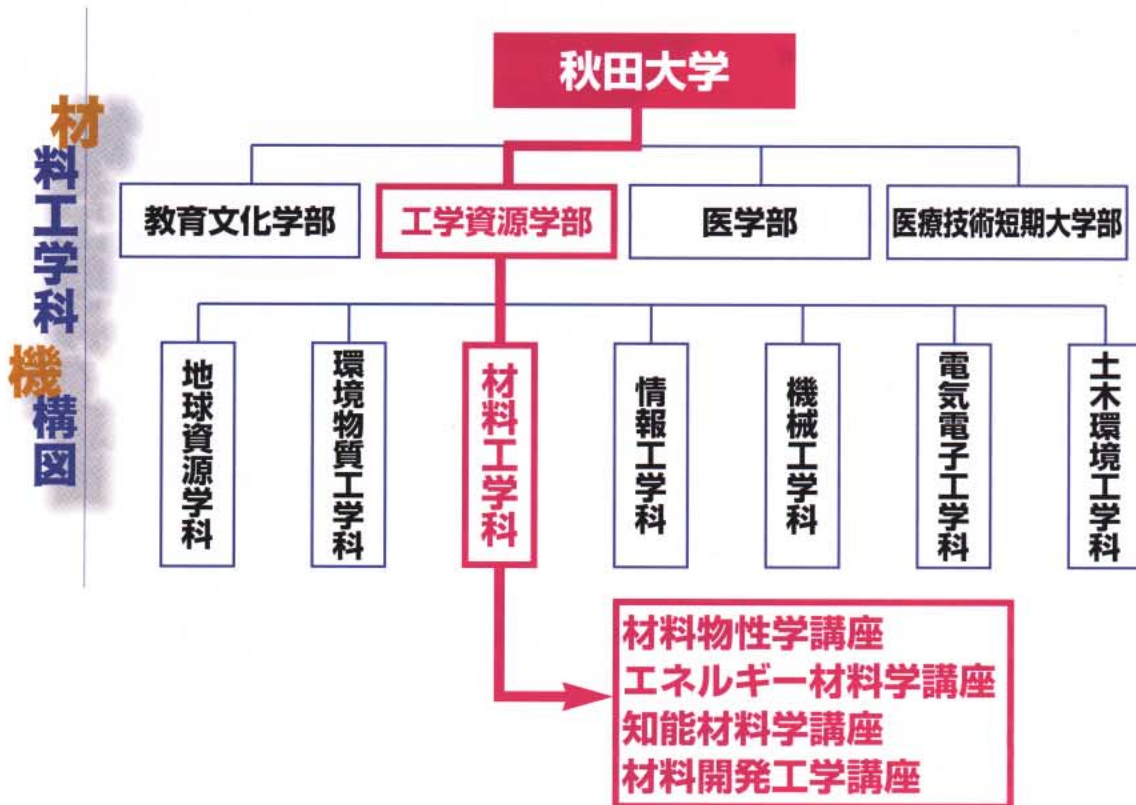 材料工学科機構図
秋田大学
教育文化学部
工学資源学部
医学部
医療技術短期大学部
地球資源学科
環境物質工学科
材料工学科
情報工学科
機械工学科
電気電子工学科
土木環境工学科
材料物性学講座
エネルギー材料学講座
知能材料学講座
材料開発工学講座